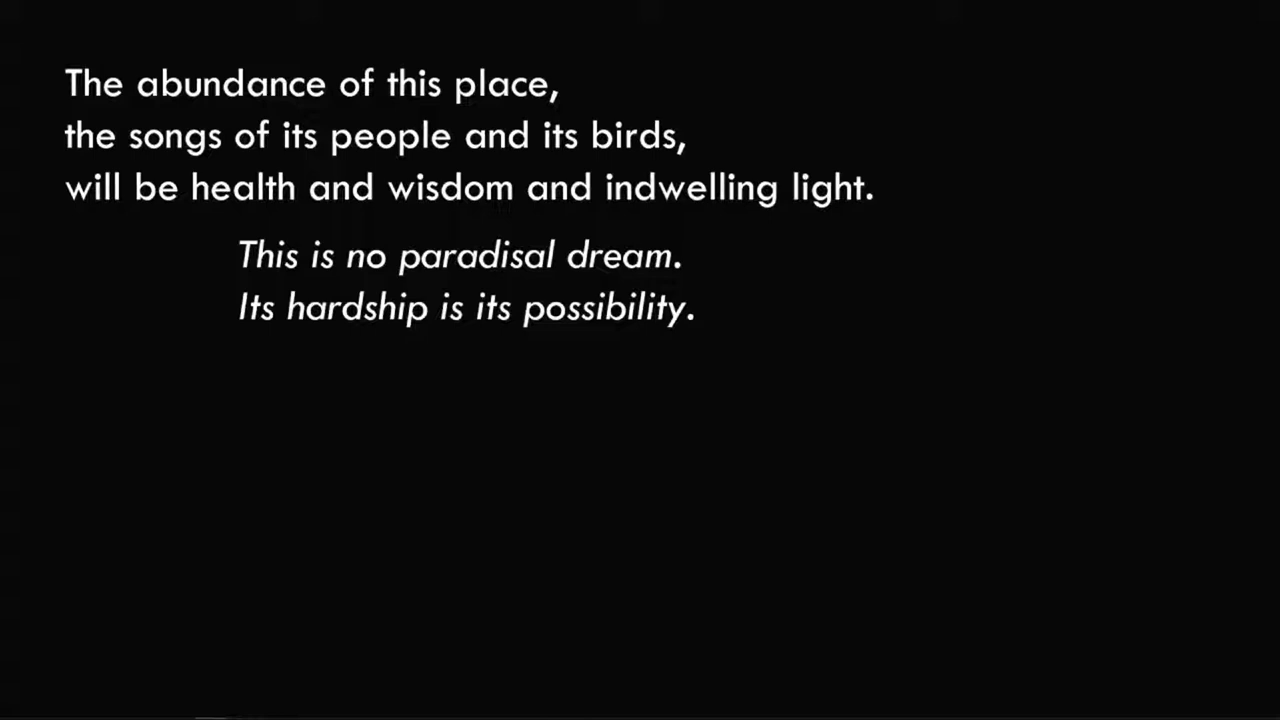 The abundance of this place,
the songs of its people and its birds,
will be health and wisdom and indwelling light.
This is no paradisal dream.
Its hardship is its possibility.